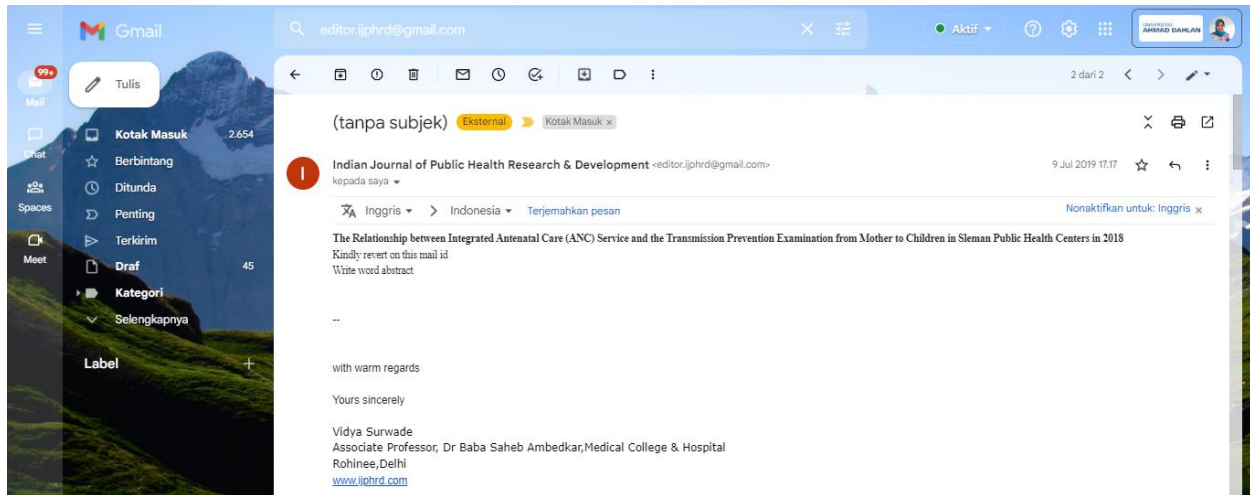 Gmail
editor.ijphrd@gmail.com
Aktif
UNIVERSITAS
AHMAD DAHLAN
99+
Mail
Chat
Spaces
Meet
Tulis
Kotak Masuk 2.654
Berbintang
Ditunda
Penting
Terkirim
Draf 45
Kategori
Selengkapnya
Label +
2 dari 2
(tanpa subjek) Eksternal Kotak Masuk ×
Indian Journal of Public Health Research & Development <editor.ijphrd@gmail.com> 9 Jul 2019 17.17
kepada saya
Inggris > Indonesia Terjemahkan pesan Nonaktifkan untuk: Inggris ×
The Relationship between Integrated Antenatal Care (ANC) Service and the Transmission Prevention Examination from Mother to Children in Sleman Public Health Centers in 2018
Kindly revert on this mail id
Write word abstract
--
with warm regards
Yours sincerely
Vidya Surwade
Associate Professor, Dr Baba Saheb Ambedkar,Medical College & Hospital
Rohinee,Delhi
www.ijphrd.com